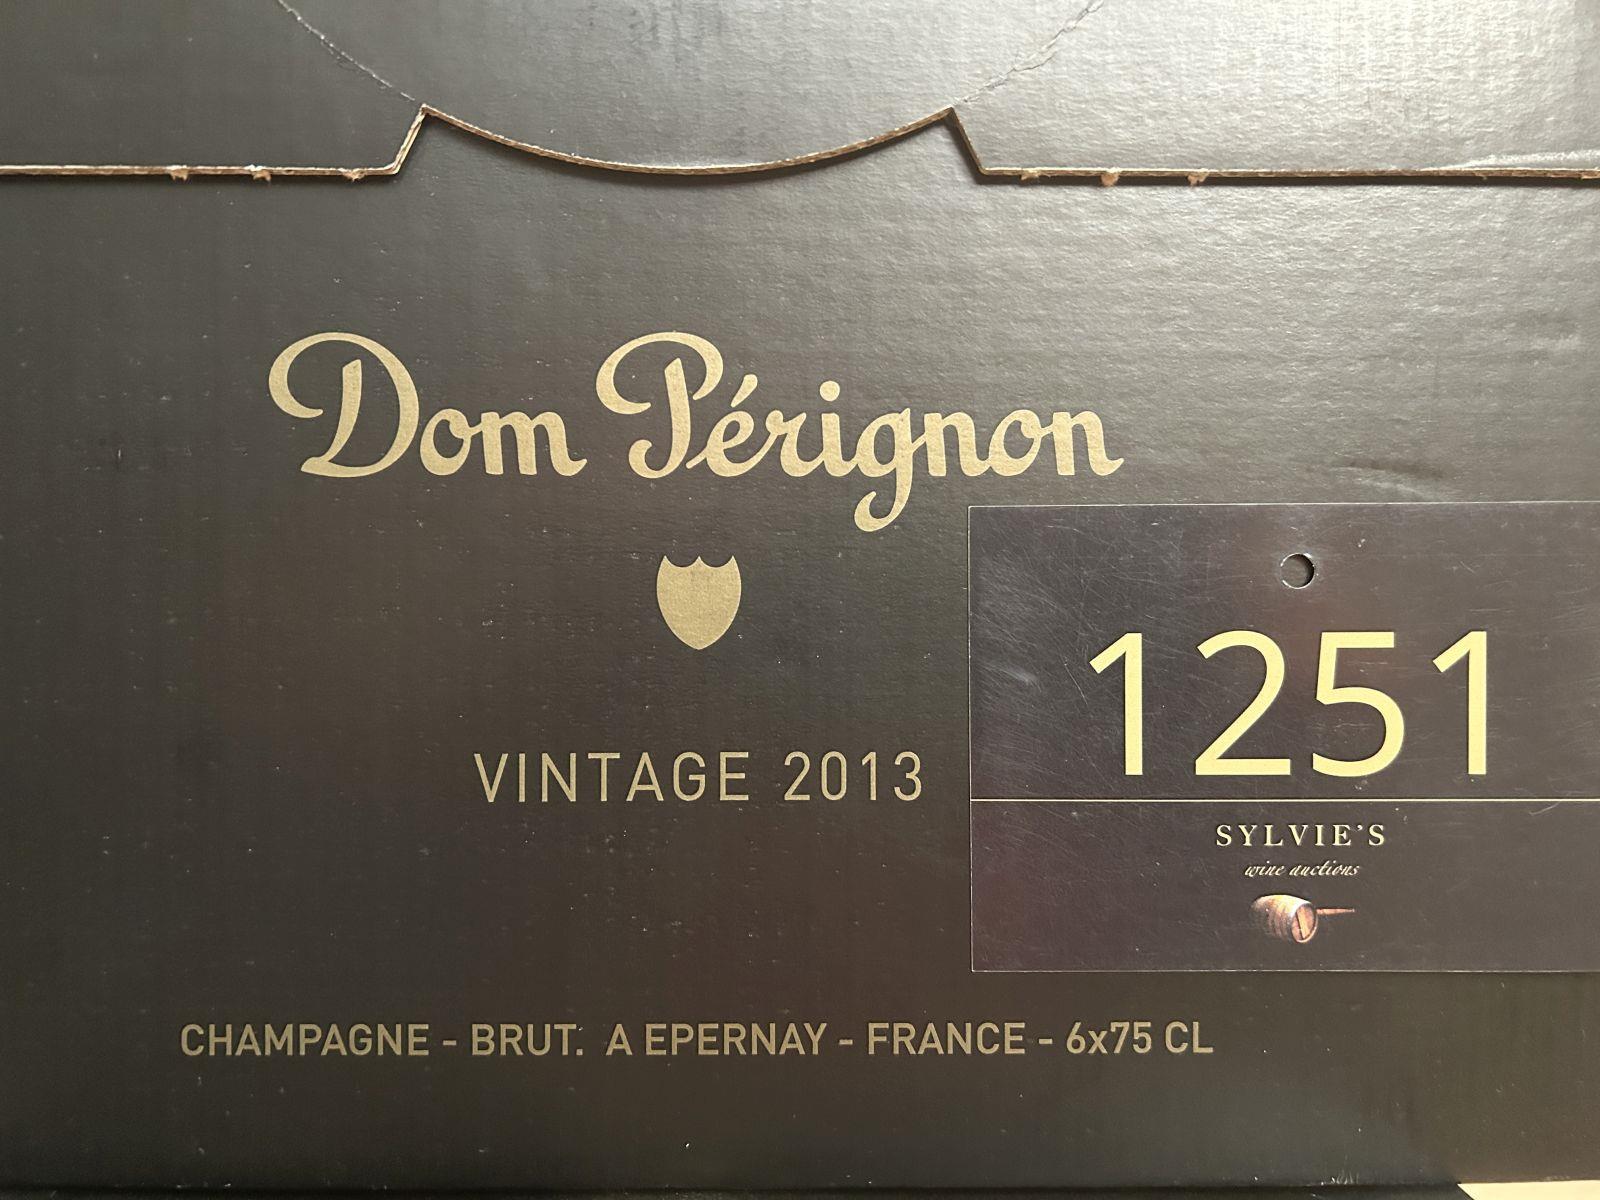 Dom Pérignon
VINTAGE 2013
CHAMPAGNE - BRUT. A EPERNAY - FRANCE - 6x75 CL
1251
SYLVIE'S
wine auctions